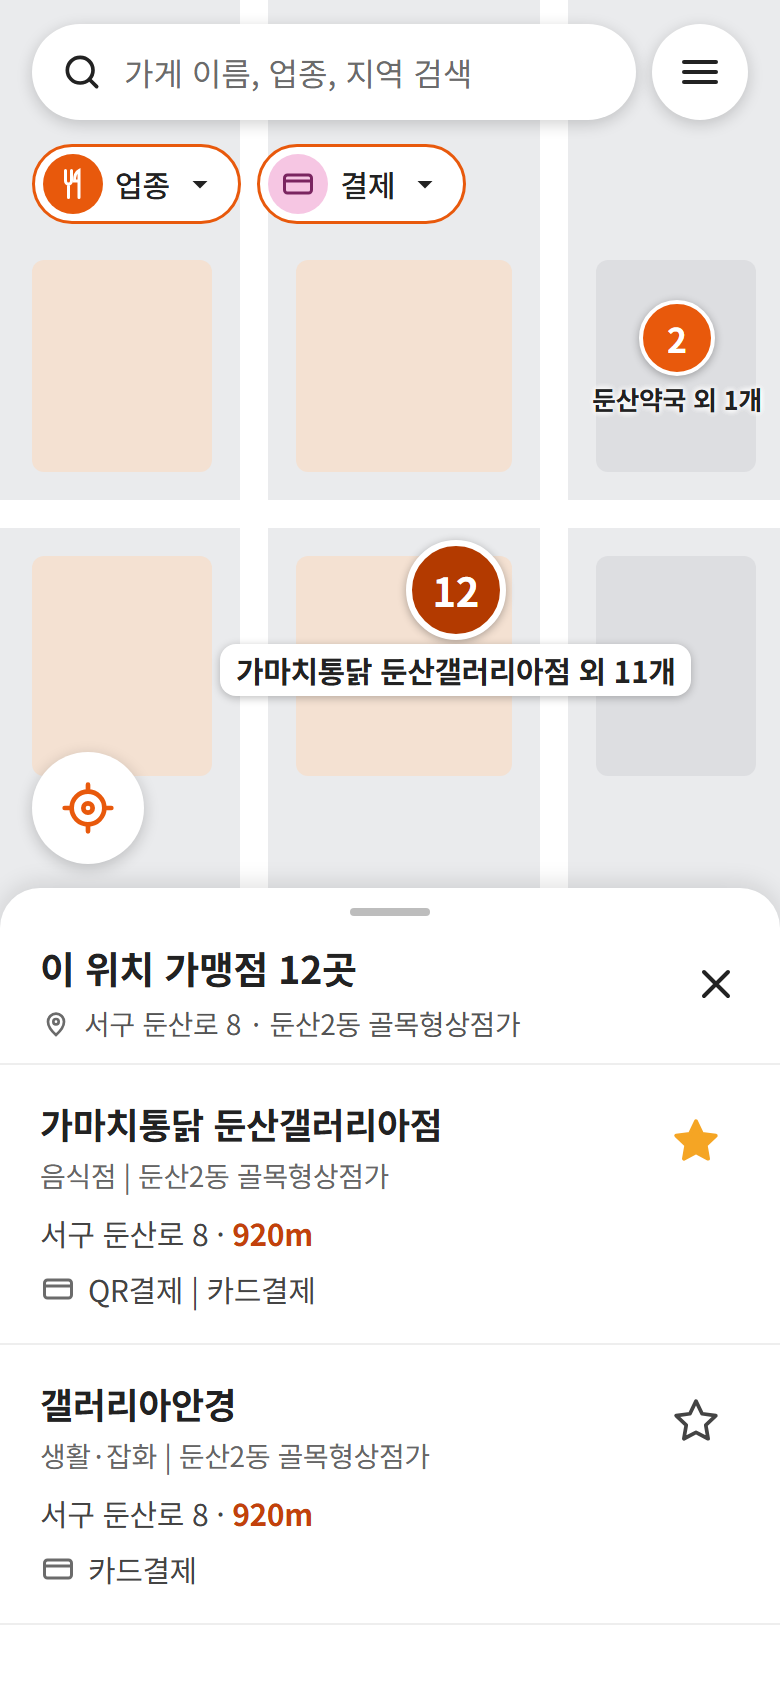 가게 이름, 업종, 지역 검색
업종
결제
2
둔산약국 외 1개
12
가마치통닭 둔산갤러리아점 외 11개
이 위치 가맹점 12곳
서구 둔산로 8 · 둔산2동 골목형상점가
가마치통닭 둔산갤러리아점
음식점 | 둔산2동 골목형상점가
서구 둔산로 8 · 920m
QR결제 | 카드결제
갤러리아안경
생활·잡화 | 둔산2동 골목형상점가
서구 둔산로 8 · 920m
카드결제